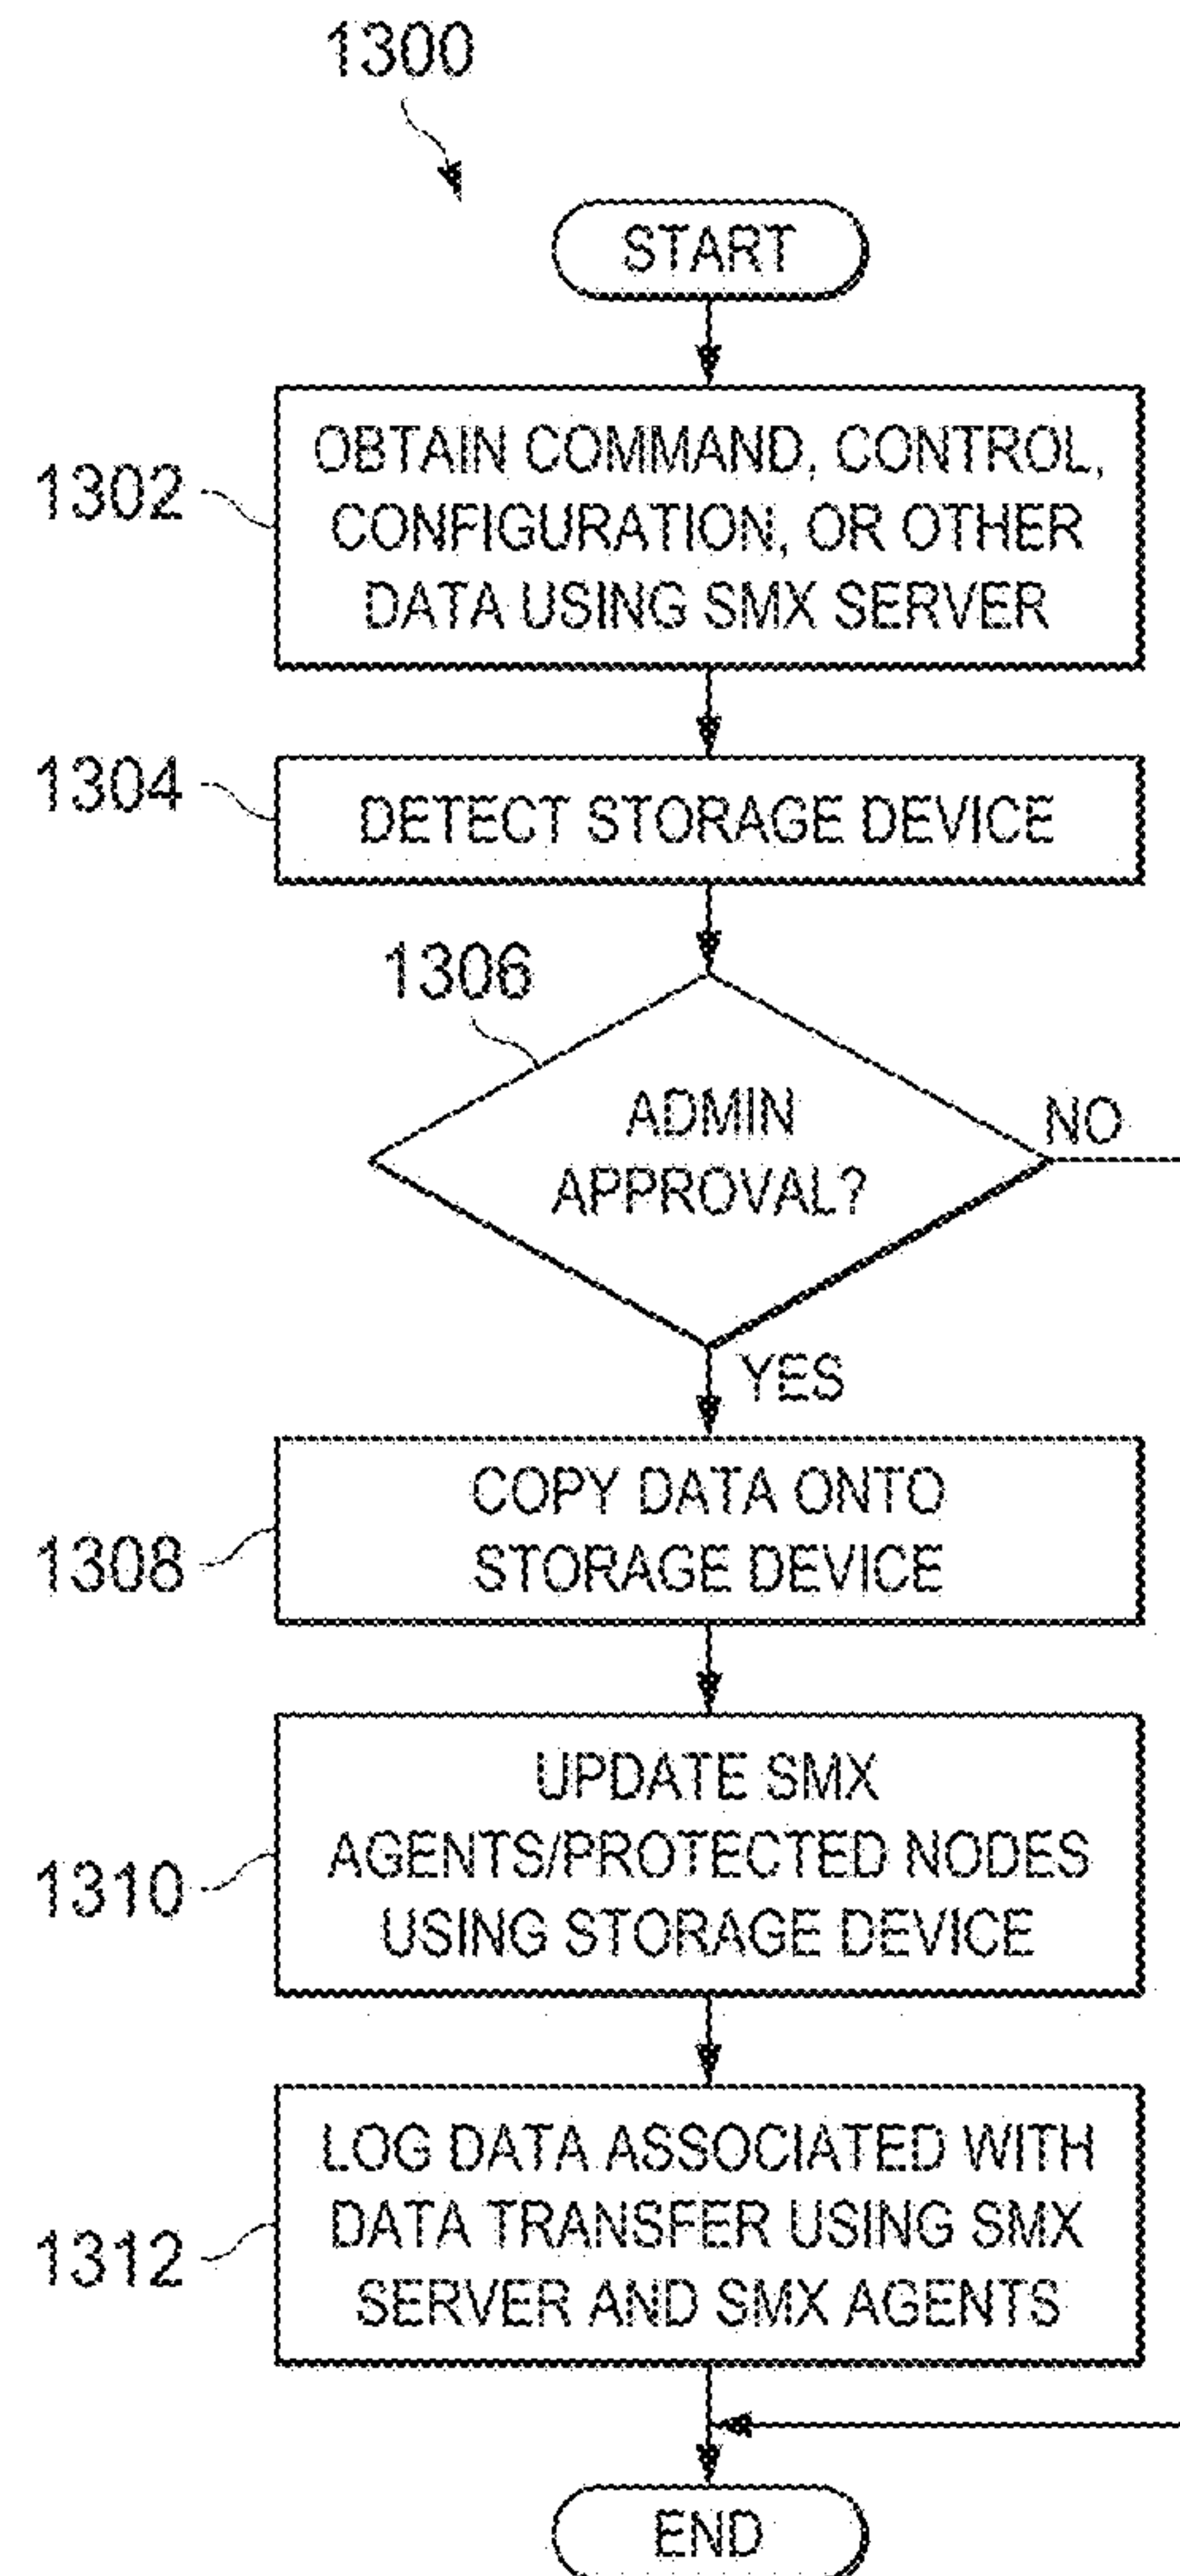 1300
START
1302
OBTAIN COMMAND, CONTROL,
CONFIGURATION, OR OTHER
DATA USING SMX SERVER
1304
DETECT STORAGE DEVICE
1306
ADMIN
APPROVAL?
NO
YES
1308
COPY DATA ONTO
STORAGE DEVICE
1310
UPDATE SMX
AGENTS/PROTECTED NODES
USING STORAGE DEVICE
1312
LOG DATA ASSOCIATED WITH
DATA TRANSFER USING SMX
SERVER AND SMX AGENTS
END